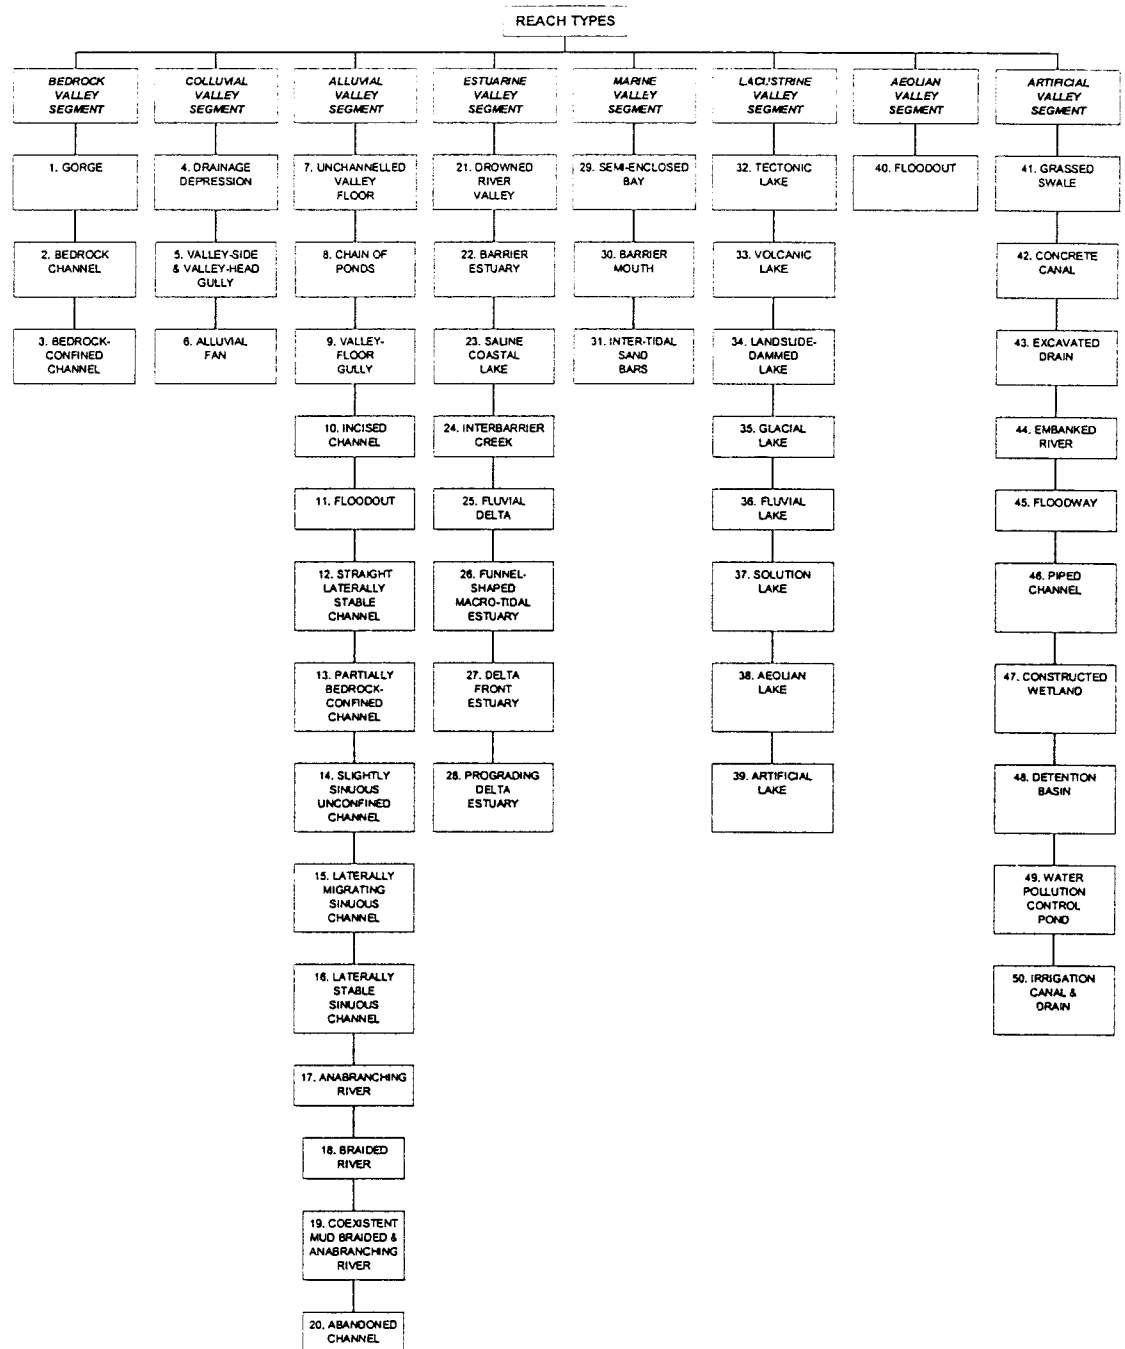 REACH TYPES
BEDROCK
VALLEY
SEGMENT
1. GORGE
2. BEDROCK
CHANNEL
3. BEDROCK-
CONFINED
CHANNEL
COLLUVIAL
VALLEY
SEGMENT
4. DRAINAGE
DEPRESSION
5. VALLEY-SIDE
& VALLEY-HEAD
GULLY
6. ALLUVIAL
FAN
ALLUVIAL
VALLEY
SEGMENT
7. UNCHANNELLED
VALLEY
FLOOR
8. CHAIN OF
PONDS
9. VALLEY-
FLOOR
GULLY
10. INCISED
CHANNEL
11. FLOODOUT
12. STRAIGHT
LATERALLY
STABLE
CHANNEL
13. PARTIALLY
BEDROCK-
CONFINED
CHANNEL
14. SLIGHTLY
SINUOUS
UNCONFINED
CHANNEL
15. LATERALLY
MIGRATING
SINUOUS
CHANNEL
16. LATERALLY
STABLE
SINUOUS
CHANNEL
17. ANABRANCHING
RIVER
18. BRAIDED
RIVER
19. COEXISTENT
MUD BRAIDED &
ANABRANCHING
RIVER
20. ABANDONED
CHANNEL
ESTUARINE
VALLEY
SEGMENT
21. DROWNED
RIVER
VALLEY
22. BARRIER
ESTUARY
23. SALINE
COASTAL
LAKE
24. INTERBARRIER
CREEK
25. FLUVIAL
DELTA
26. FUNNEL-
SHAPED
MACRO-TIDAL
ESTUARY
27. DELTA
FRONT
ESTUARY
28. PROGRADING
DELTA
ESTUARY
MARINE
VALLEY
SEGMENT
29. SEMI-ENCLOSED
BAY
30. BARRIER
MOUTH
31. INTER-TIDAL
SAND
BARS
LACUSTRINE
VALLEY
SEGMENT
32. TECTONIC
LAKE
33. VOLCANIC
LAKE
34. LANDSLIDE-
DAMMED
LAKE
35. GLACIAL
LAKE
36. FLUVIAL
LAKE
37. SOLUTION
LAKE
38. AEOLIAN
LAKE
39. ARTIFICIAL
LAKE
AEOLIAN
VALLEY
SEGMENT
40. FLOODOUT
ARTIFICIAL
VALLEY
SEGMENT
41. GRASSED
SWALE
42. CONCRETE
CANAL
43. EXCAVATED
DRAIN
44. EMBANKED
RIVER
45. FLOODWAY
46. PIPED
CHANNEL
47. CONSTRUCTED
WETLAND
48. DETENTION
BASIN
49. WATER
POLLUTION
CONTROL
POND
50. IRRIGATION
CANAL &
DRAIN